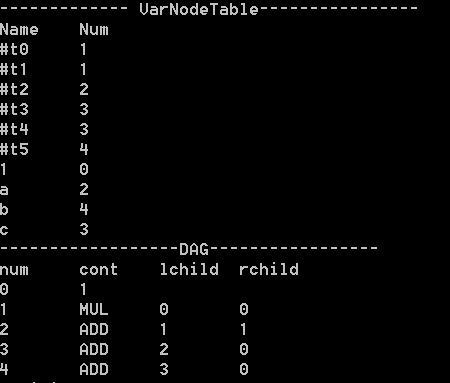 ------------- VarNodeTable----------------
Name Num
#t0 1
#t1 1
#t2 2
#t3 3
#t4 3
#t5 4
1 0
a 2
b 4
c 3
------------------DAG-----------------
num cont lchild rchild
0 1
1 MUL 0 0
2 ADD 1 1
3 ADD 2 0
4 ADD 3 0